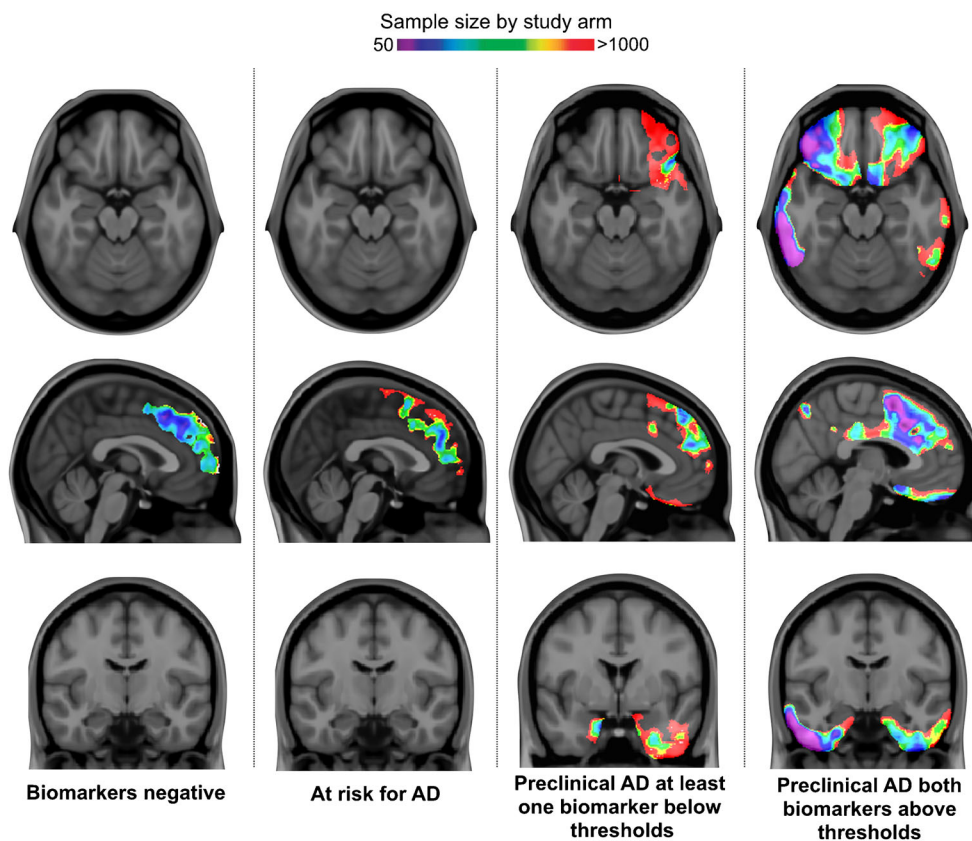 Sample size by study arm
50 >1000
Biomarkers negative
At risk for AD
Preclinical AD at least
one biomarker below
thresholds
Preclinical AD both
biomarkers above
thresholds